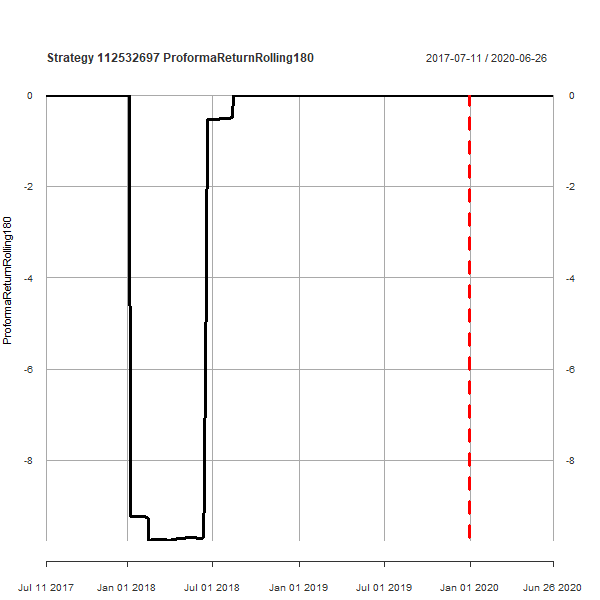 Strategy 112532697 ProformaReturnRolling180 2017-07-11 / 2020-06-26
0 0
-2 -2
-4 -4
-6 -6
-8 -8
ProformaReturnRolling180
Jul 11 2017 Jan 01 2018 Jul 01 2018 Jan 01 2019 Jul 01 2019 Jan 01 2020 Jun 26 2020